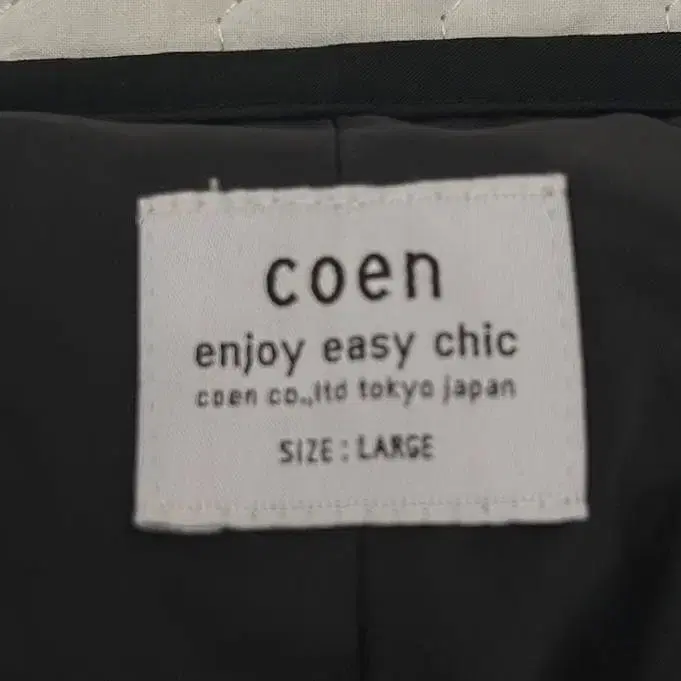 coen
enjoy easy chic
coen co.,ltd tokyo japan
SIZE : LARGE